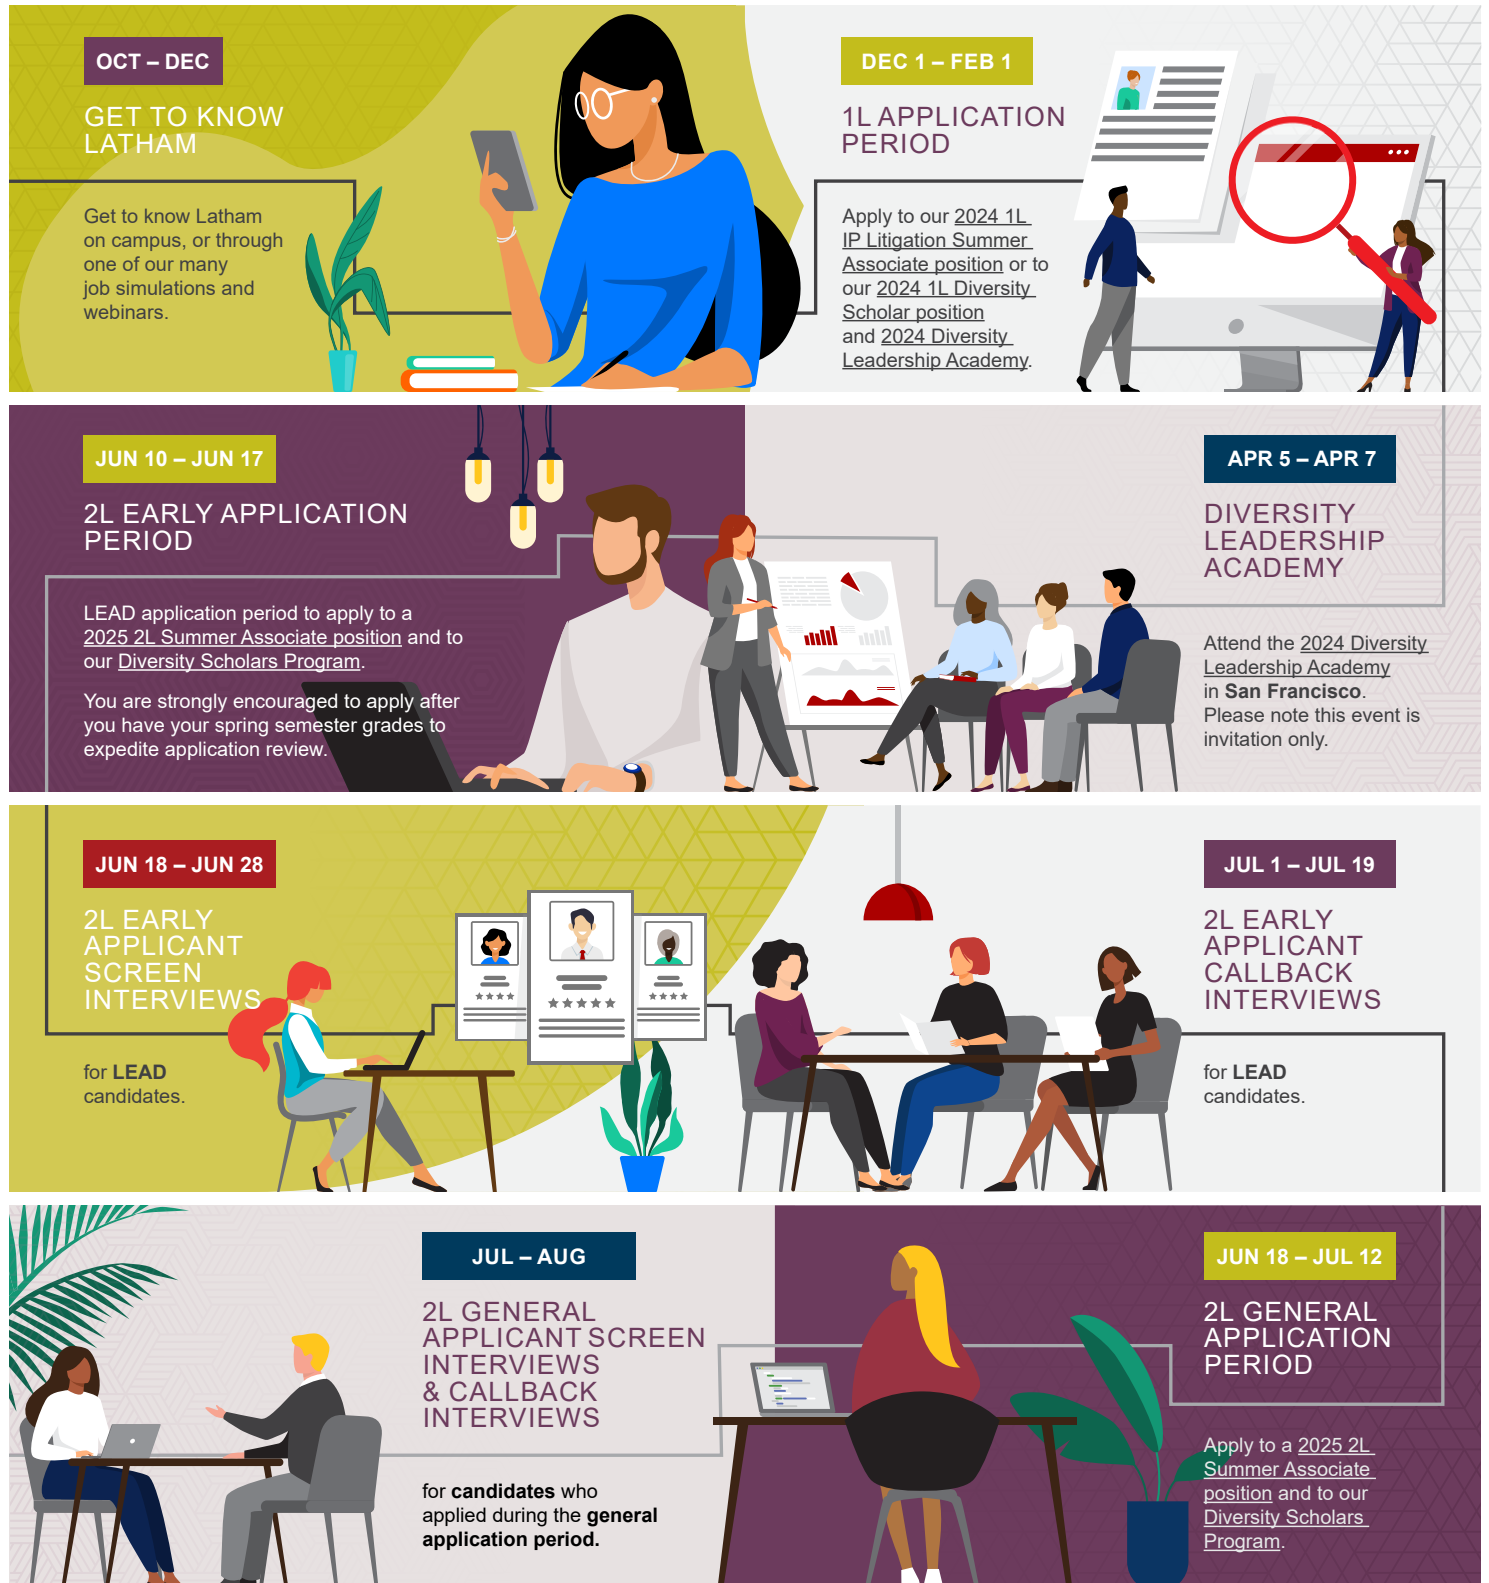 OCT – DEC
GET TO KNOW
LATHAM
Get to know Latham
on campus, or through
one of our many
job simulations and
webinars.
DEC 1 – FEB 1
1L APPLICATION
PERIOD
Apply to our 2024 1L
IP Litigation Summer
Associate position or to
our 2024 1L Diversity
Scholar position
and 2024 Diversity
Leadership Academy.
JUN 10 – JUN 17
2L EARLY APPLICATION
PERIOD
LEAD application period to apply to a
2025 2L Summer Associate position and to
our Diversity Scholars Program.
You are strongly encouraged to apply after
you have your spring semester grades to
expedite application review.
APR 5 – APR 7
DIVERSITY
LEADERSHIP
ACADEMY
Attend the 2024 Diversity
Leadership Academy
in San Francisco.
Please note this event is
invitation only.
JUN 18 – JUN 28
2L EARLY
APPLICANT
SCREEN
INTERVIEWS
for LEAD
candidates.
JUL 1 – JUL 19
2L EARLY
APPLICANT
CALLBACK
INTERVIEWS
for LEAD
candidates.
JUL – AUG
2L GENERAL
APPLICANT SCREEN
INTERVIEWS
& CALLBACK
INTERVIEWS
for candidates who
applied during the general
application period.
JUN 18 – JUL 12
2L GENERAL
APPLICATION
PERIOD
Apply to a 2025 2L
Summer Associate
position and to our
Diversity Scholars
Program.